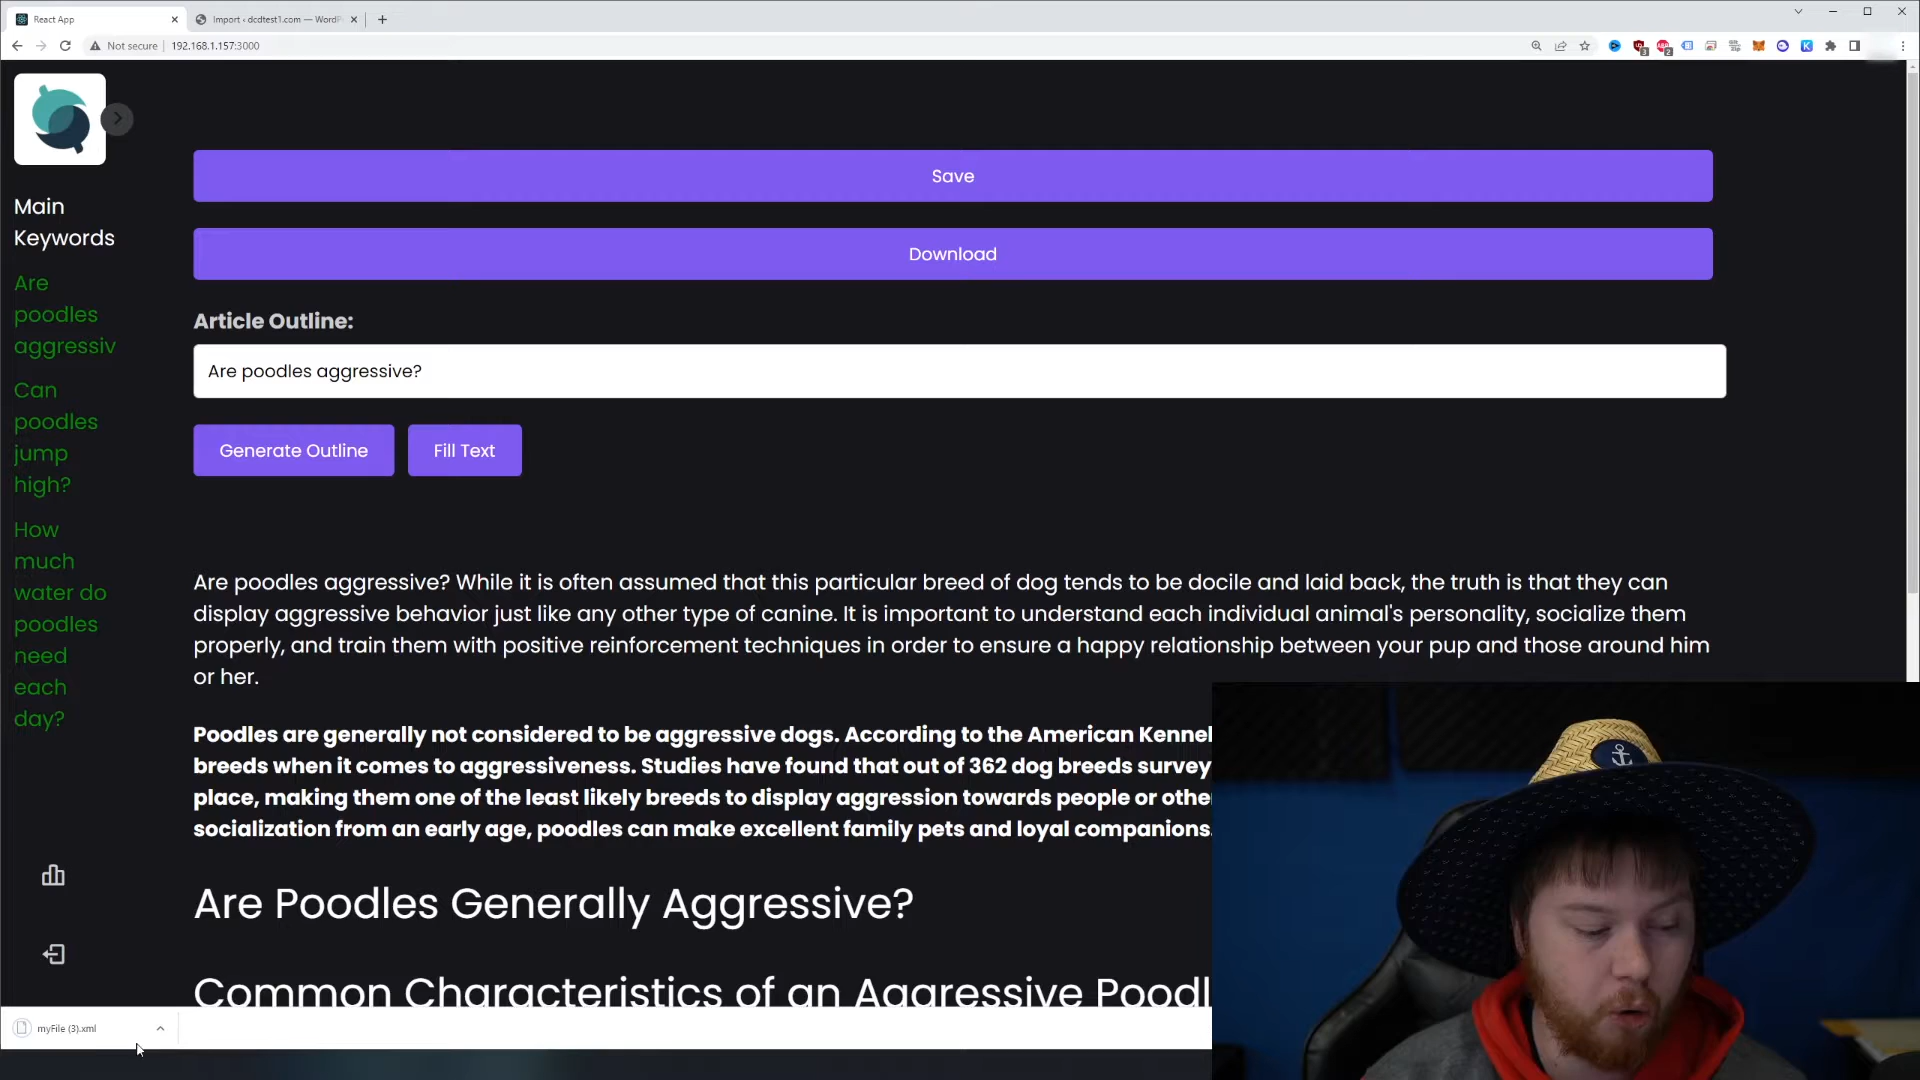 React App
Import ‹ dcdtest1.com — WordP
Not secure
192.168.1.157:3000
Main
Keywords
Are
poodles
aggressiv
Can
poodles
jump
high?
How
much
water do
poodles
need
each
day?
Save
Download
Article Outline:
Are poodles aggressive?
Generate Outline
Fill Text
Are poodles aggressive? While it is often assumed that this particular breed of dog tends to be docile and laid back, the truth is that they can
display aggressive behavior just like any other type of canine. It is important to understand each individual animal's personality, socialize them
properly, and train them with positive reinforcement techniques in order to ensure a happy relationship between your pup and those around him
or her.
Poodles are generally not considered to be aggressive dogs. According to the American Kennel
breeds when it comes to aggressiveness. Studies have found that out of 362 dog breeds survey
place, making them one of the least likely breeds to display aggression towards people or othe
socialization from an early age, poodles can make excellent family pets and loyal companions.
Are Poodles Generally Aggressive?
Common Characteristics of an Aggressive Poodl
myFile (3).xml